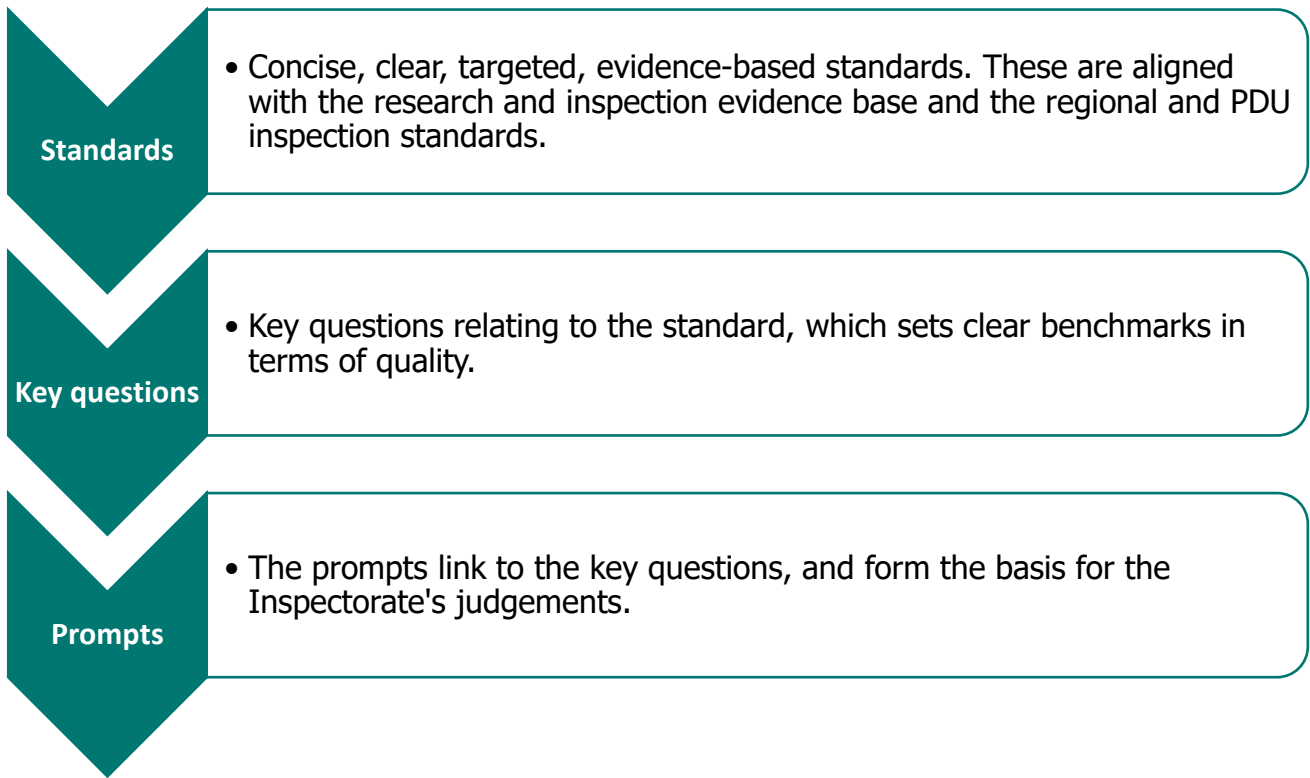 Standards
• Concise, clear, targeted, evidence-based standards. These are aligned
with the research and inspection evidence base and the regional and PDU
inspection standards.
Key questions
• Key questions relating to the standard, which sets clear benchmarks in
terms of quality.
Prompts
• The prompts link to the key questions, and form the basis for the
Inspectorate's judgements.